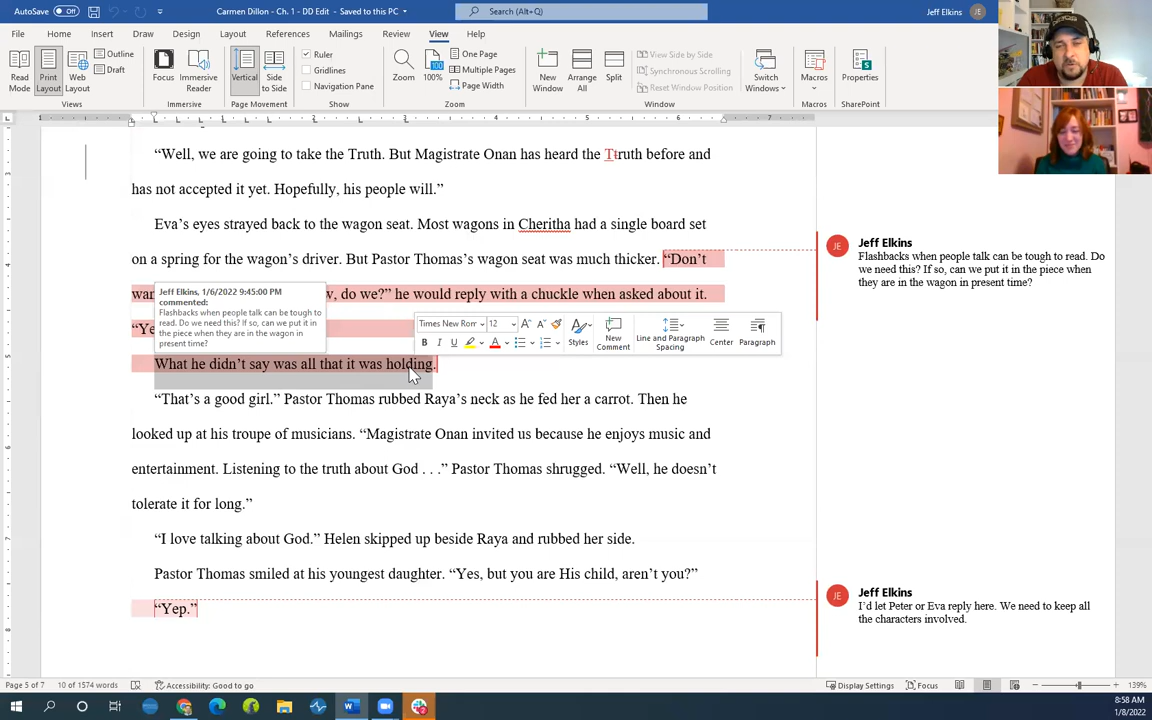 AutoSave Off Carmen Dillon - Ch. 1 - DD Edit - Saved to this PC Search (Alt+Q) Jeff Elkins JE
File Home Insert Draw Design Layout References Mailings Review View Help
Read Mode Print Layout Web Layout Outline Draft
Focus Immersive Reader
Vertical Side to Side
Ruler Gridlines Navigation Pane
Zoom 100% One Page Multiple Pages Page Width
New Window Arrange All Split
View Side by Side Synchronous Scrolling Reset Window Position
Switch Windows Macros Properties
Views Immersive Page Movement Show Zoom Window Macros SharePoint
1 2 3 4 5 6 7
“Well, we are going to take the Truth. But Magistrate Onan has heard the Ttruth before and
has not accepted it yet. Hopefully, his people will.”
Eva’s eyes strayed back to the wagon seat. Most wagons in Cheritha had a single board set
on a spring for the wagon’s driver. But Pastor Thomas’s wagon seat was much thicker. “Don’t
w, do we?” he would reply with a chuckle when asked about it.
“Ye
What he didn’t say was all that it was holding.
“That’s a good girl.” Pastor Thomas rubbed Raya’s neck as he fed her a carrot. Then he
looked up at his troupe of musicians. “Magistrate Onan invited us because he enjoys music and
entertainment. Listening to the truth about God . . .” Pastor Thomas shrugged. “Well, he doesn’t
tolerate it for long.”
“I love talking about God.” Helen skipped up beside Raya and rubbed her side.
Pastor Thomas smiled at his youngest daughter. “Yes, but you are His child, aren’t you?”
“Yep.”
Jeff Elkins, 1/6/2022 9:45:00 PM
commented:
Flashbacks when people talk can be tough to
read. Do we need this? If so, can we put it in the
piece when they are in the wagon in
present time?
Times New Ron 12
B I U
Styles New Comment Line and Paragraph Spacing Center Paragraph
JE Jeff Elkins
Flashbacks when people talk can be tough to read. Do
we need this? If so, can we put it in the piece when
they are in the wagon in present time?
JE Jeff Elkins
I’d let Peter or Eva reply here. We need to keep all
the characters involved.
Page 5 of 7 10 of 1574 words Accessibility: Good to go Display Settings Focus 139%
8:58 AM
1/8/2022